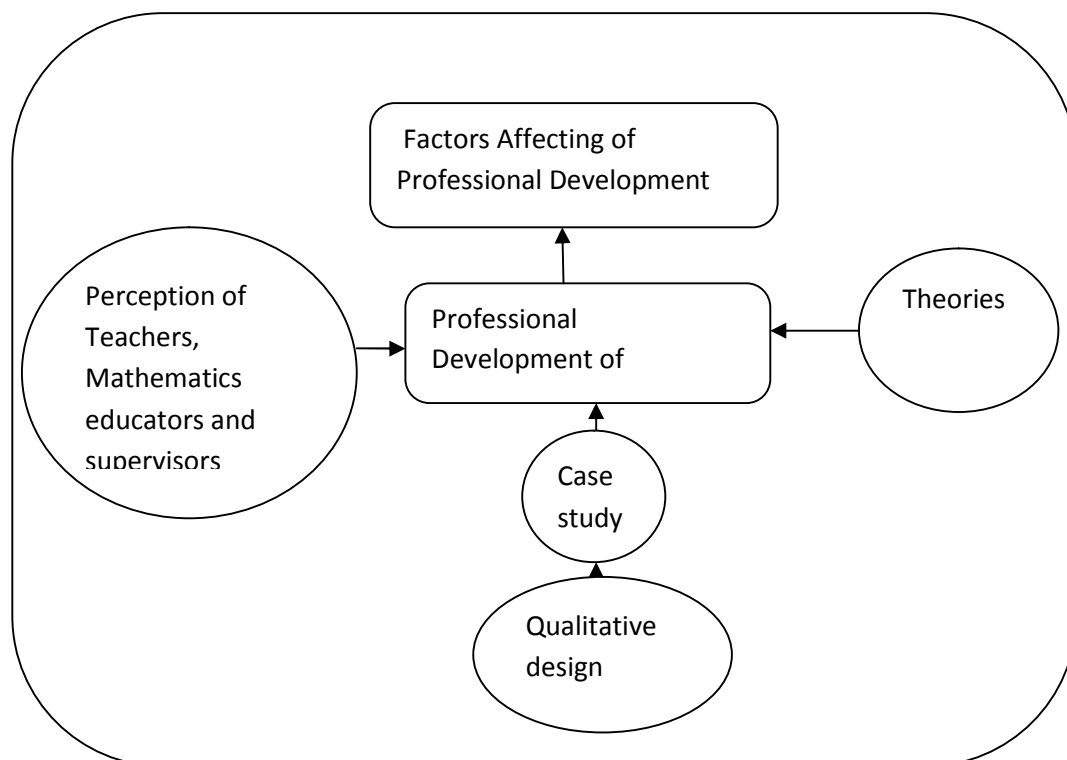 Factors Affecting of
Professional Development
Perception of
Teachers,
Mathematics
educators and
supervisors
Professional
Development of
Theories
Case
study
Qualitative
design